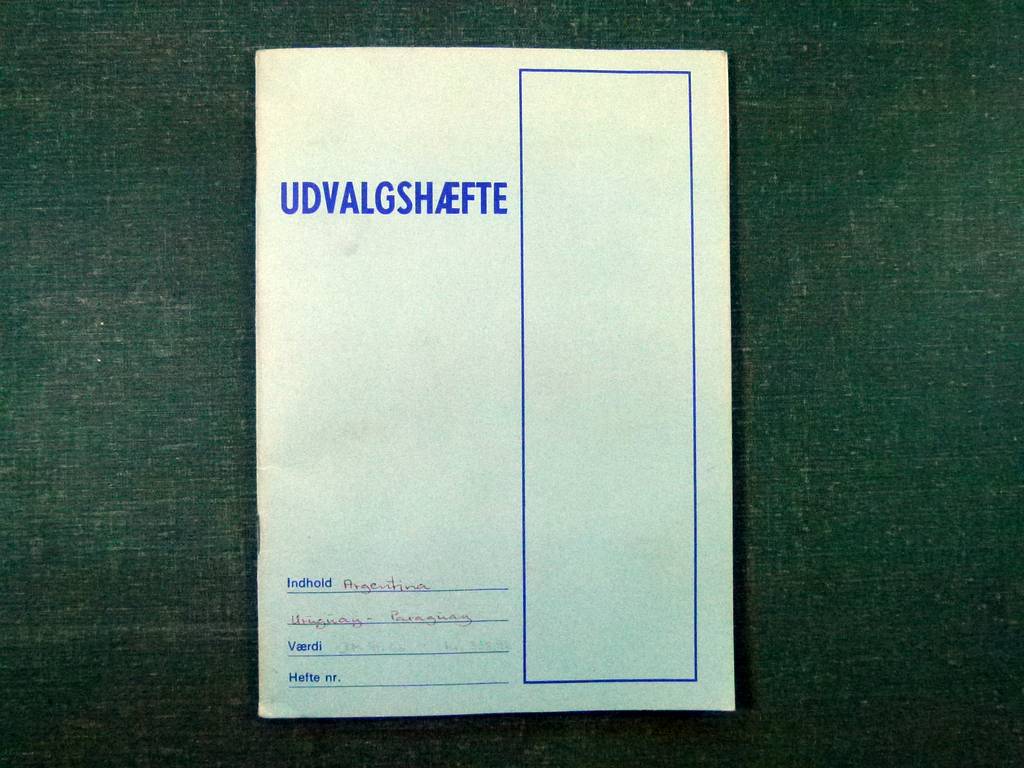 UDVALGSHÆFTE
Indhold Argentina
Uruguay - Paraguay
Værdi
Hefte nr.